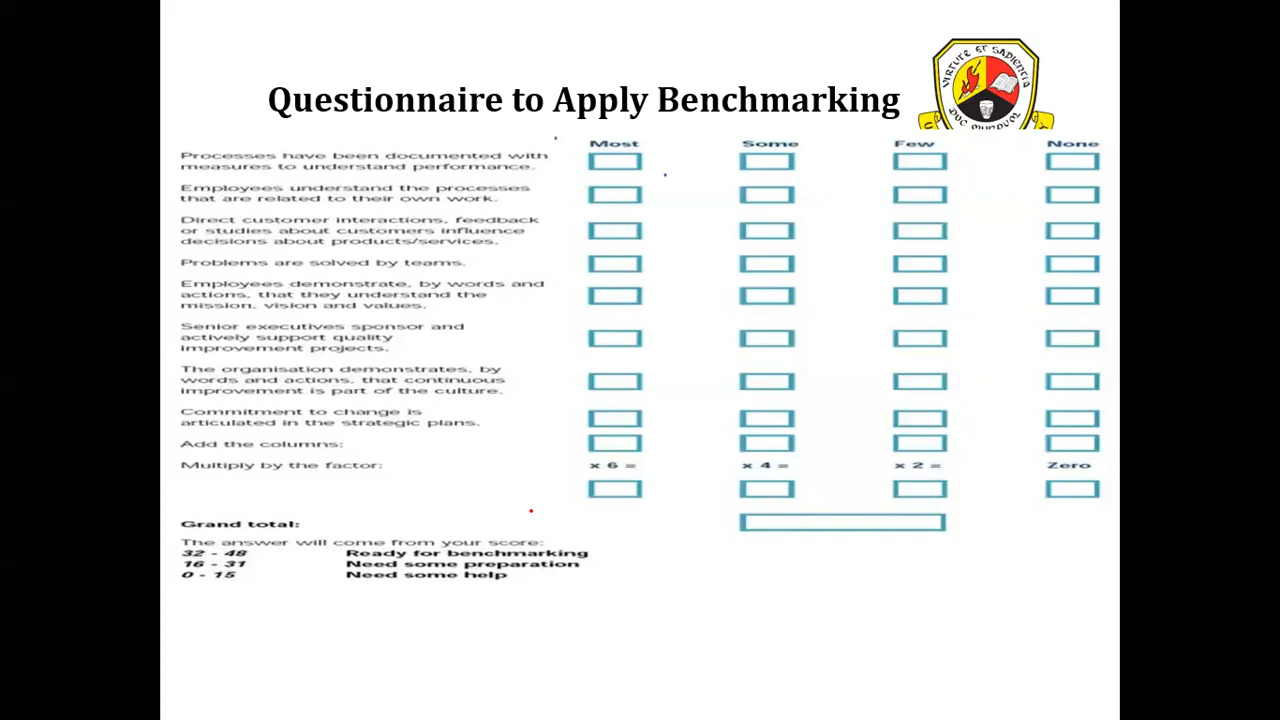 Questionnaire to Apply Benchmarking
VIRTUTE ET SAPIENTIA
DUC MUNDUM
Most Some Few None
Processes have been documented with
measures to understand performance.
Employees understand the processes
that are related to their own work.
Direct customer interactions, feedback
or studies about customers influence
decisions about products/services.
Problems are solved by teams.
Employees demonstrate, by words and
actions, that they understand the
mission, vision and values.
Senior executives sponsor and
actively support quality
improvement projects.
The organisation demonstrates, by
words and actions, that continuous
improvement is part of the culture.
Commitment to change is
articulated in the strategic plans.
Add the columns:
Multiply by the factor: x 6 = x 4 = x 2 = Zero
Grand total:
The answer will come from your score:
32 - 48 Ready for benchmarking
16 - 31 Need some preparation
0 - 15 Need some help